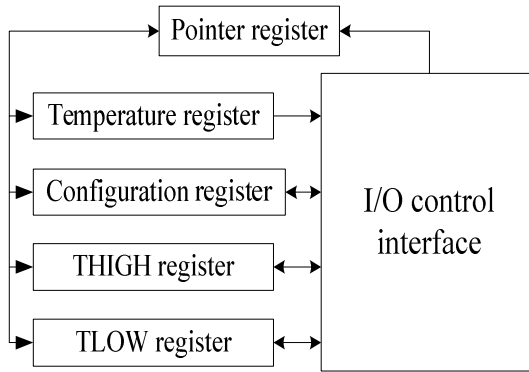 Pointer register
Temperature register
Configuration register
I/O control
interface
THIGH register
TLOW register